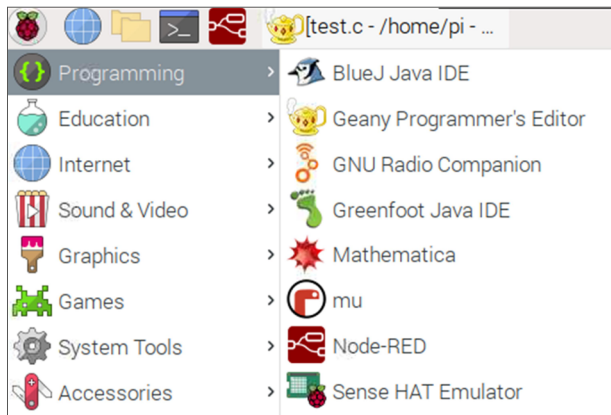 [test.c - /home/pi - ...
Programming
BlueJ Java IDE
Education
Geany Programmer's Editor
Internet
GNU Radio Companion
Sound & Video
Greenfoot Java IDE
Graphics
Mathematica
Games
mu
System Tools
Node-RED
Accessories
Sense HAT Emulator